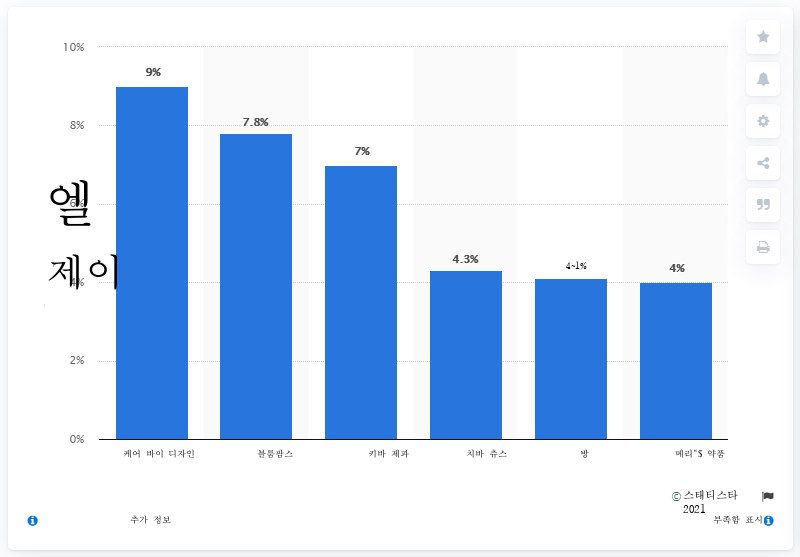 10%
8%
6%
4%
2%
0%
엘
제이
9%
7.8%
7%
4.3%
4~1%
4%
케어 바이 디자인
블룸팜스
키바 제과
치바 츄스
방
메리"$ 약품
© 스태티스타
2021
추가 정보
부족함 표시